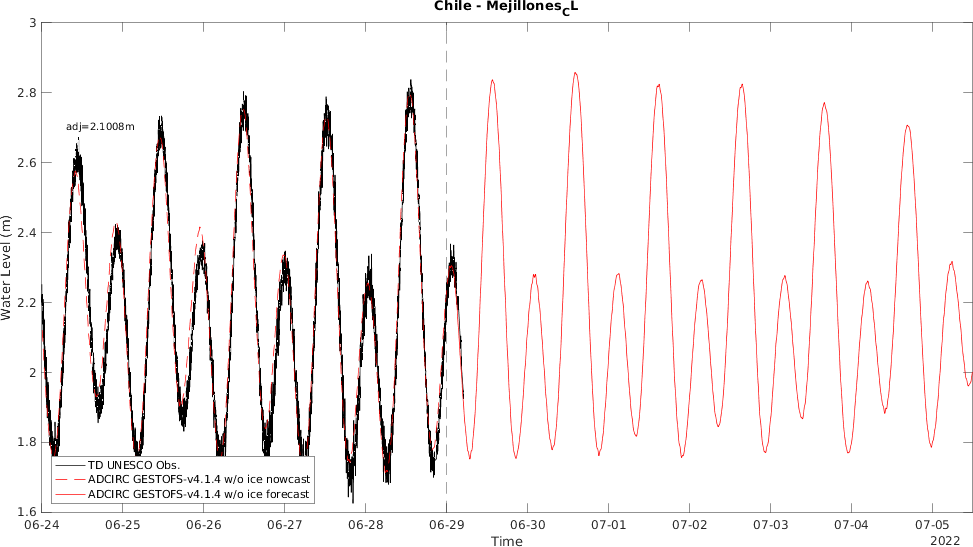 Chile - Mejillones_CL
3
2.8
2.6
2.4
2.2
2
1.8
1.6
Water Level (m)
adj=2.1008m
TD UNESCO Obs.
ADCIRC GESTOFS-v4.1.4 w/o ice nowcast
ADCIRC GESTOFS-v4.1.4 w/o ice forecast
06-24 06-25 06-26 06-27 06-28 06-29 06-30 07-01 07-02 07-03 07-04 07-05
Time
2022